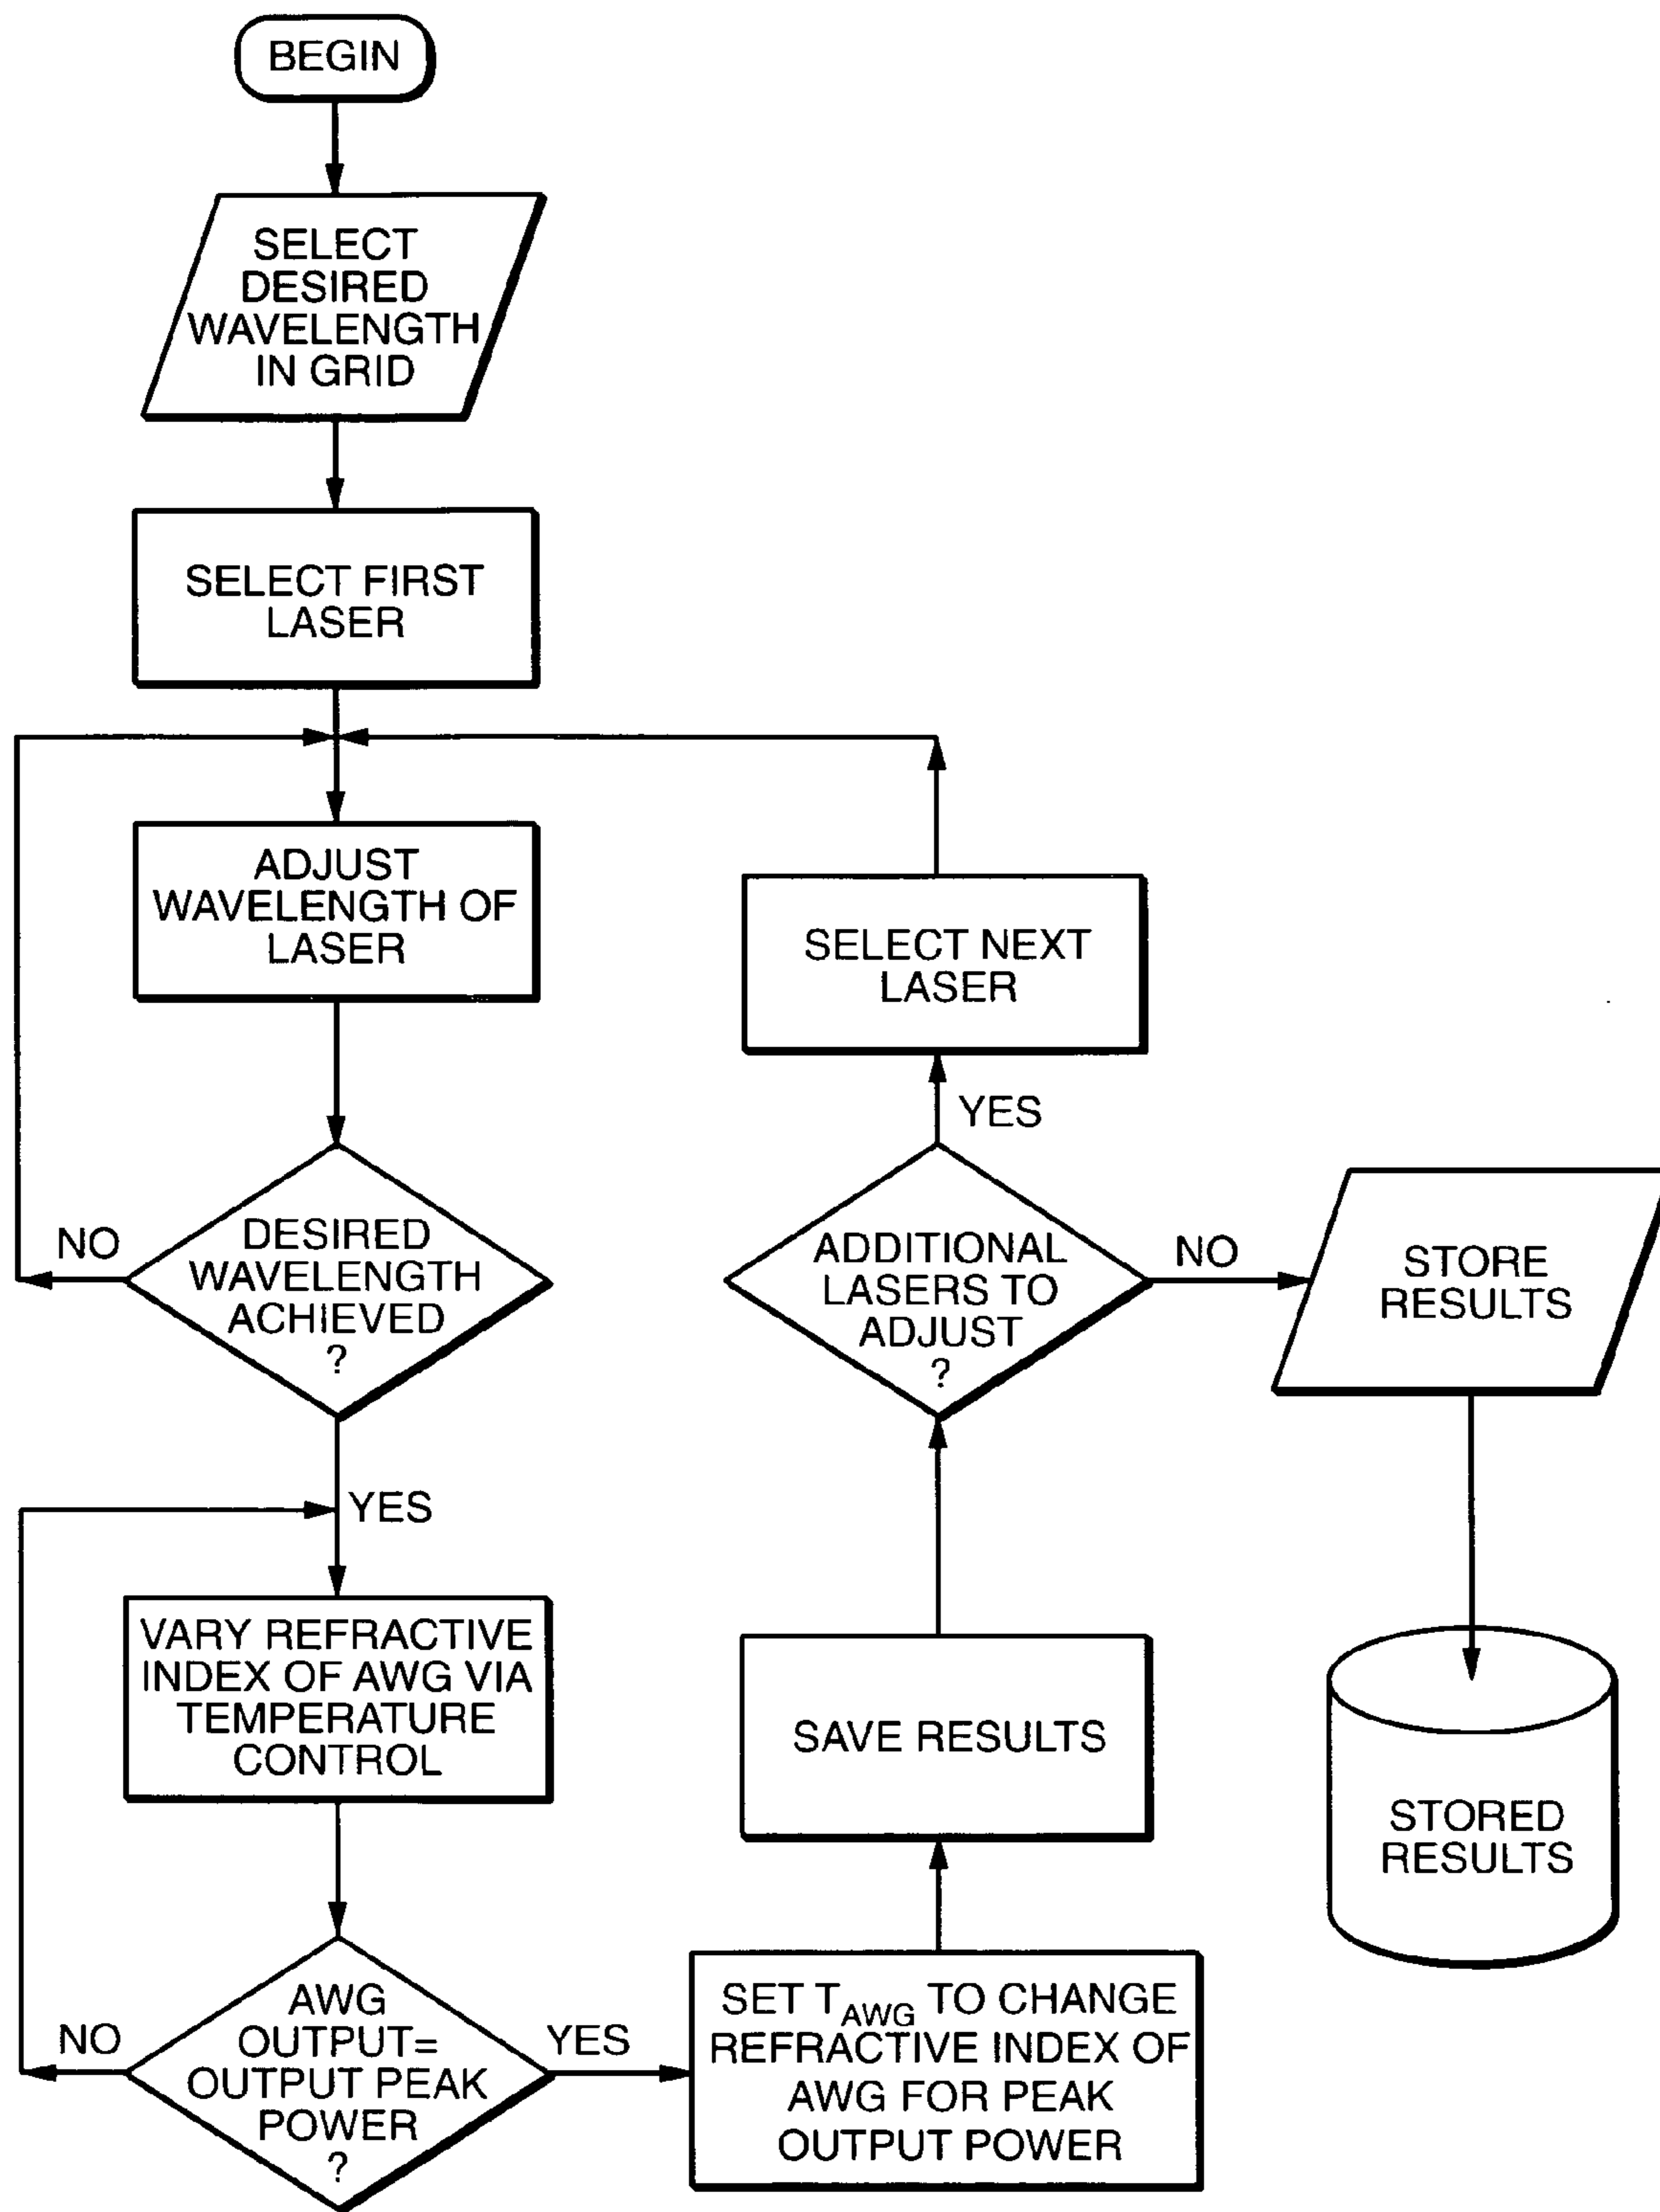 BEGIN
SELECT
DESIRED
WAVELENGTH
IN GRID
SELECT FIRST
LASER
ADJUST
WAVELENGTH OF
LASER
DESIRED
WAVELENGTH
ACHIEVED
?
NO
YES
VARY REFRACTIVE
INDEX OF AWG VIA
TEMPERATURE
CONTROL
AWG
OUTPUT=
OUTPUT PEAK
POWER
?
NO
YES
SET T_AWG TO CHANGE
REFRACTIVE INDEX OF
AWG FOR PEAK
OUTPUT POWER
SAVE RESULTS
ADDITIONAL
LASERS TO
ADJUST
?
YES
SELECT NEXT
LASER
NO
STORE
RESULTS
STORED
RESULTS